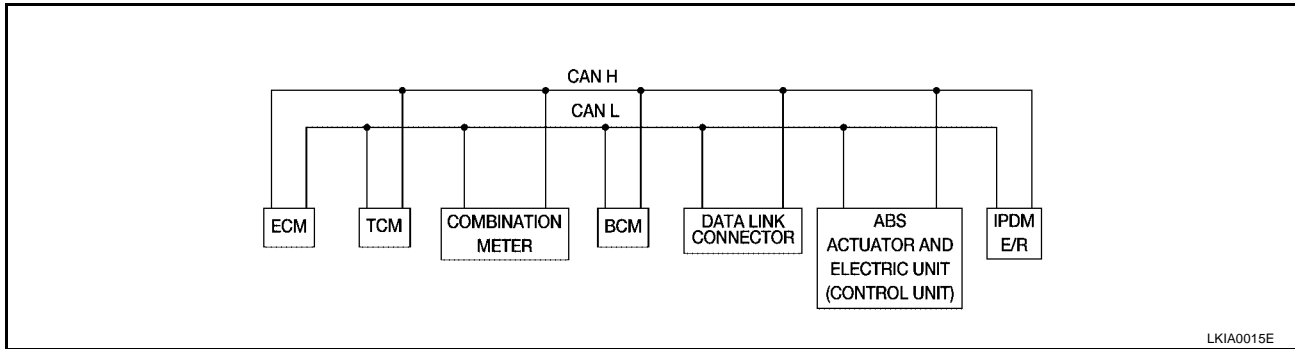 CAN H
CAN L
ECM
TCM
COMBINATION
METER
BCM
DATA LINK
CONNECTOR
ABS
ACTUATOR AND
ELECTRIC UNIT
(CONTROL UNIT)
IPDM
E/R
LKIA0015E